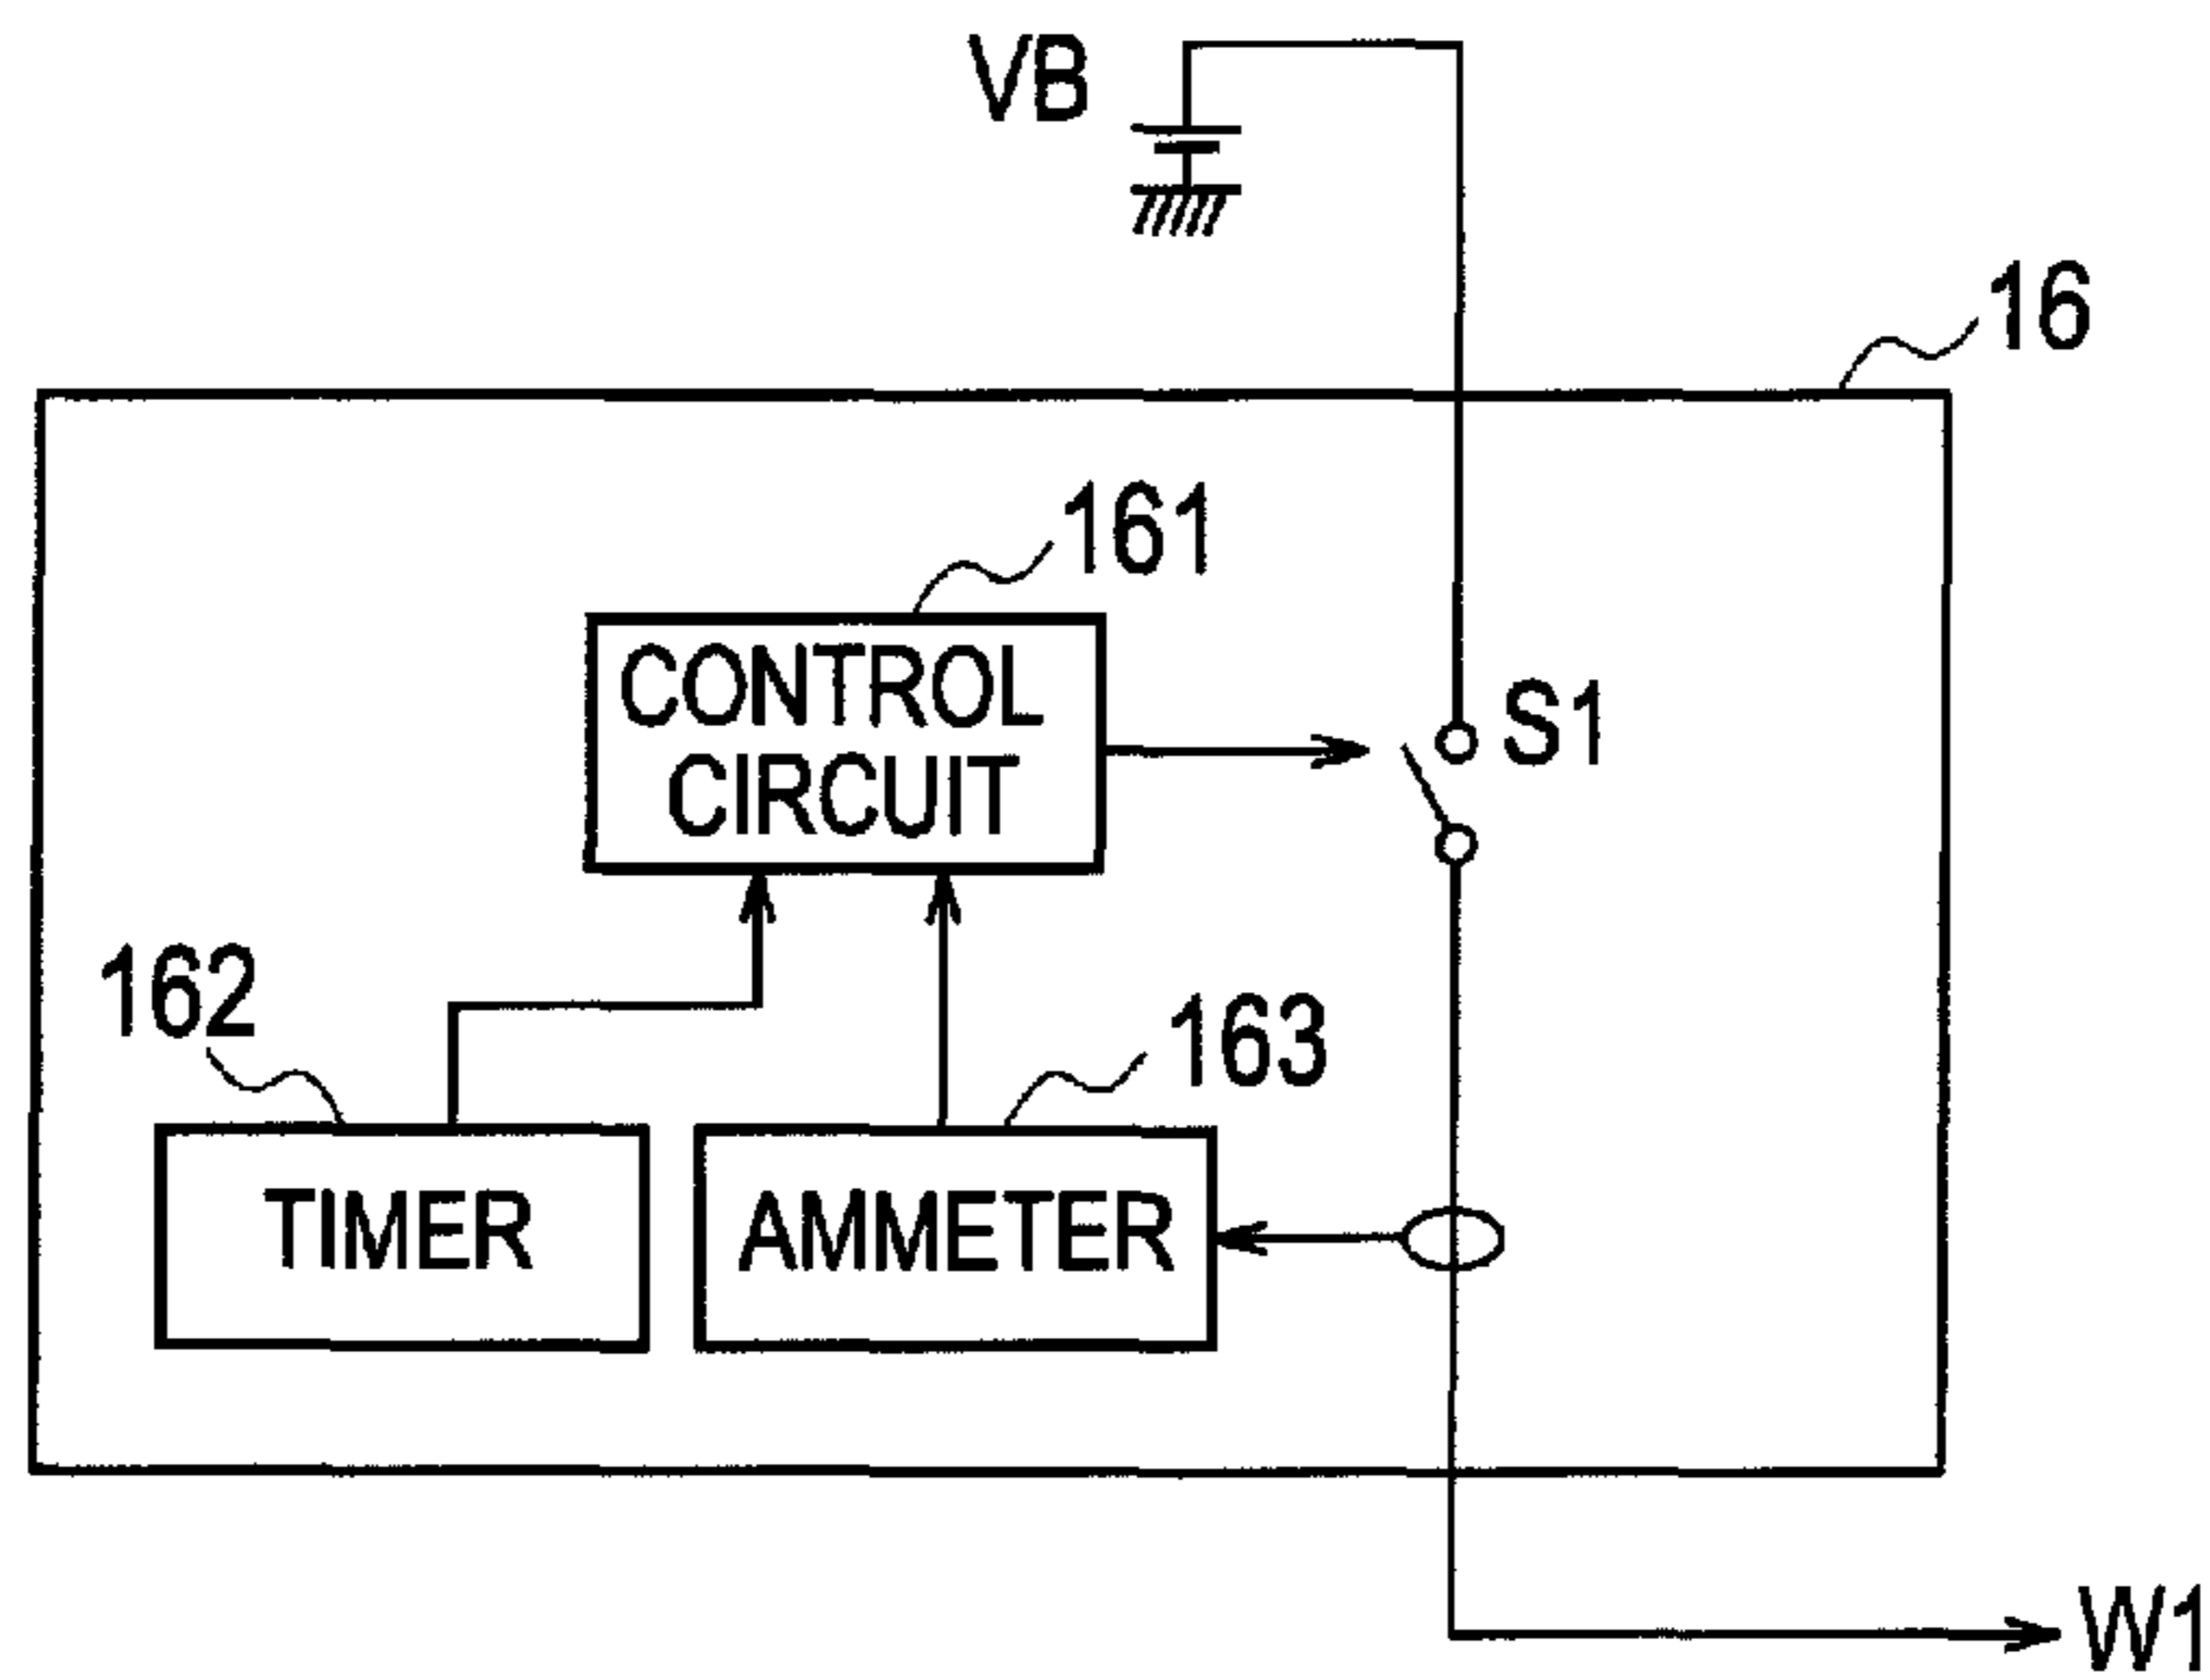 VB
16
161
CONTROL
CIRCUIT
S1
162
163
TIMER
AMMETER
W1